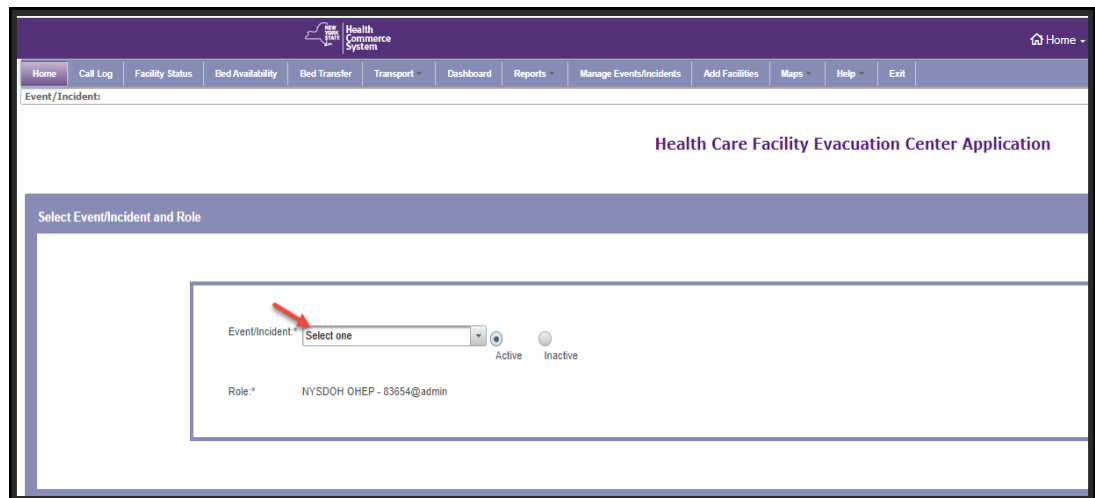 NEW YORK STATE Health Commerce System
Home
Home Call Log Facility Status Bed Availability Bed Transfer Transport Dashboard Reports Manage Events/Incidents Add Facilities Maps Help Exit
Event/Incident:
Health Care Facility Evacuation Center Application
Select Event/Incident and Role
Event/Incident:* Select one
Active Inactive
Role:* NYSDOH OHEP - 83654@admin